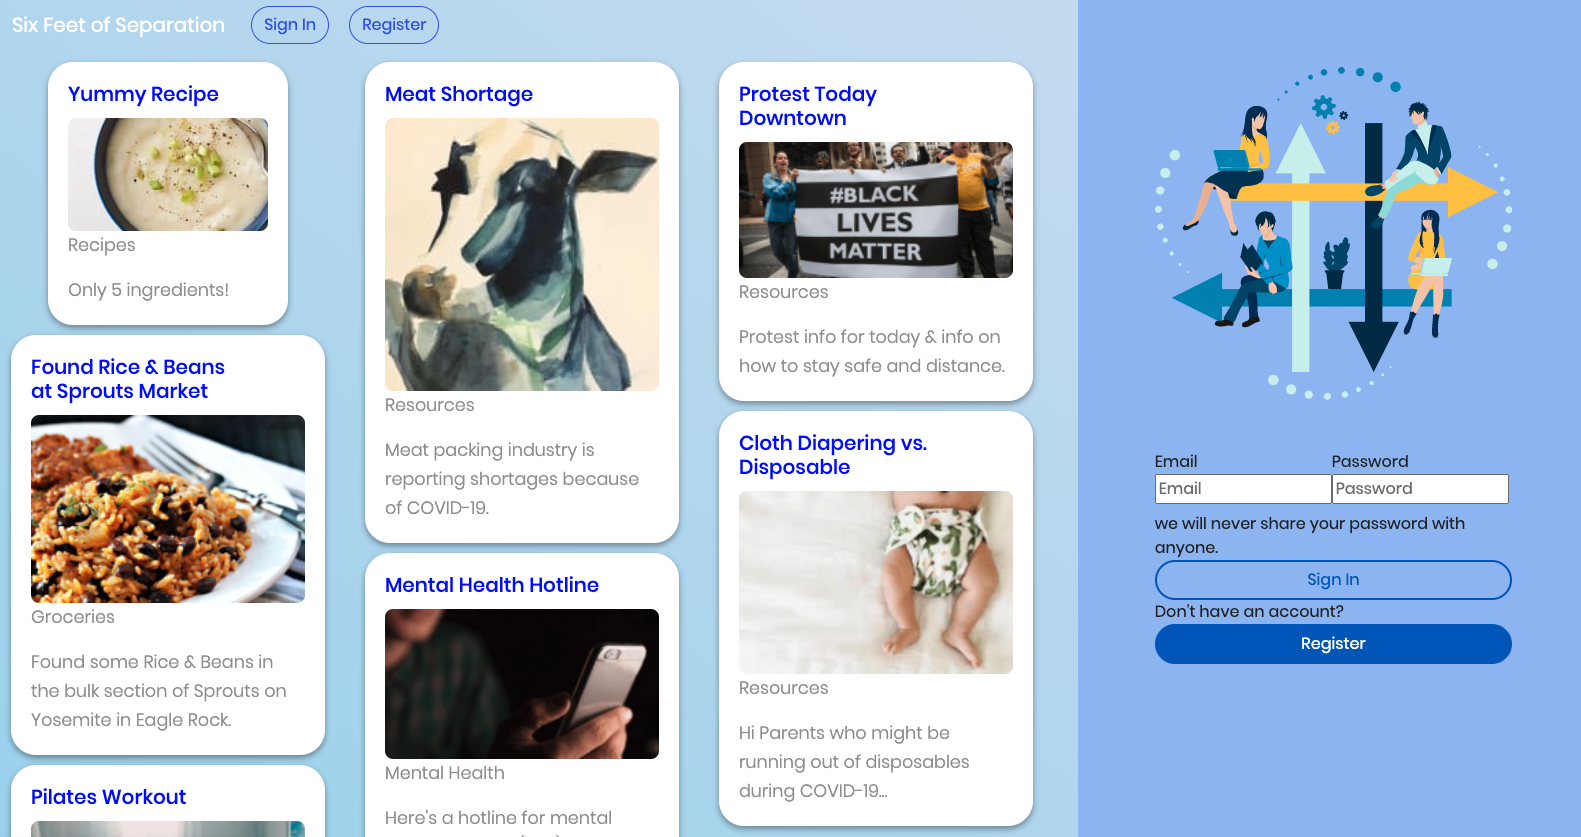 Six Feet of Separation
Sign In
Register
Yummy Recipe
Recipes
Only 5 ingredients!
Found Rice & Beans
at Sprouts Market
Groceries
Found some Rice & Beans in
the bulk section of Sprouts on
Yosemite in Eagle Rock.
Pilates Workout
Meat Shortage
Resources
Meat packing industry is
reporting shortages because
of COVID-19.
Mental Health Hotline
Mental Health
Here's a hotline for mental
Protest Today
Downtown
#BLACK
LIVES
MATTER
Resources
Protest info for today & info on
how to stay safe and distance.
Cloth Diapering vs.
Disposable
Resources
Hi Parents who might be
running out of disposables
during COVID-19...
Email
Password
Email
Password
we will never share your password with
anyone.
Sign In
Don't have an account?
Register